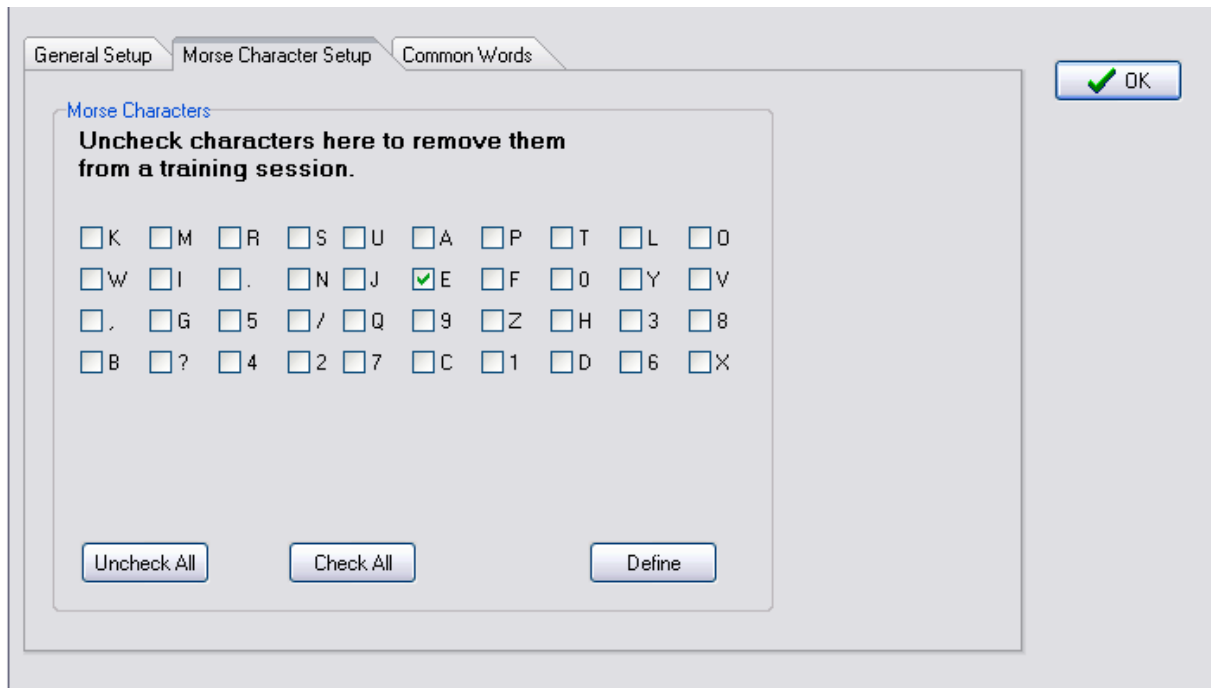 General Setup Morse Character Setup Common Words
OK
Morse Characters
Uncheck characters here to remove them
from a training session.
K M R S U A P T L O
W I . N J E F 0 Y V
, G 5 / Q 9 Z H 3 8
B ? 4 2 7 C 1 D 6 X
Uncheck All Check All Define